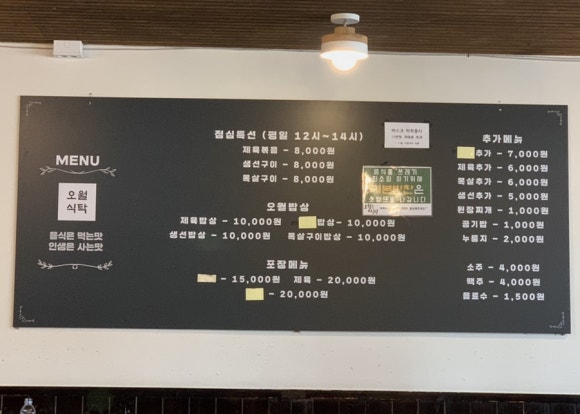 MENU
오월
식탁
음식은 먹는맛
인생은 사는맛
점심특선 (평일 12시~14시)
제육볶음 - 8,000원
생선구이 - 8,000원
목살구이 - 8,000원
오월밥상
제육밥상 - 10,000원 밥상- 10,000원
생선밥상 - 10,000원 목살구이밥상 - 10,000원
포장메뉴
- 15,000원 제육 - 20,000원
- 20,000원
음식물 쓰레기
추가메뉴
추가 - 7,000원
제육추가 - 6,000원
목살추가 - 6,000원
생선추가 - 5,000원
된장찌개 - 1,000원
공기밥 - 1,000원
누룽지 - 2,000원
소주 - 4,000원
맥주 - 4,000원
음료수 - 1,500원